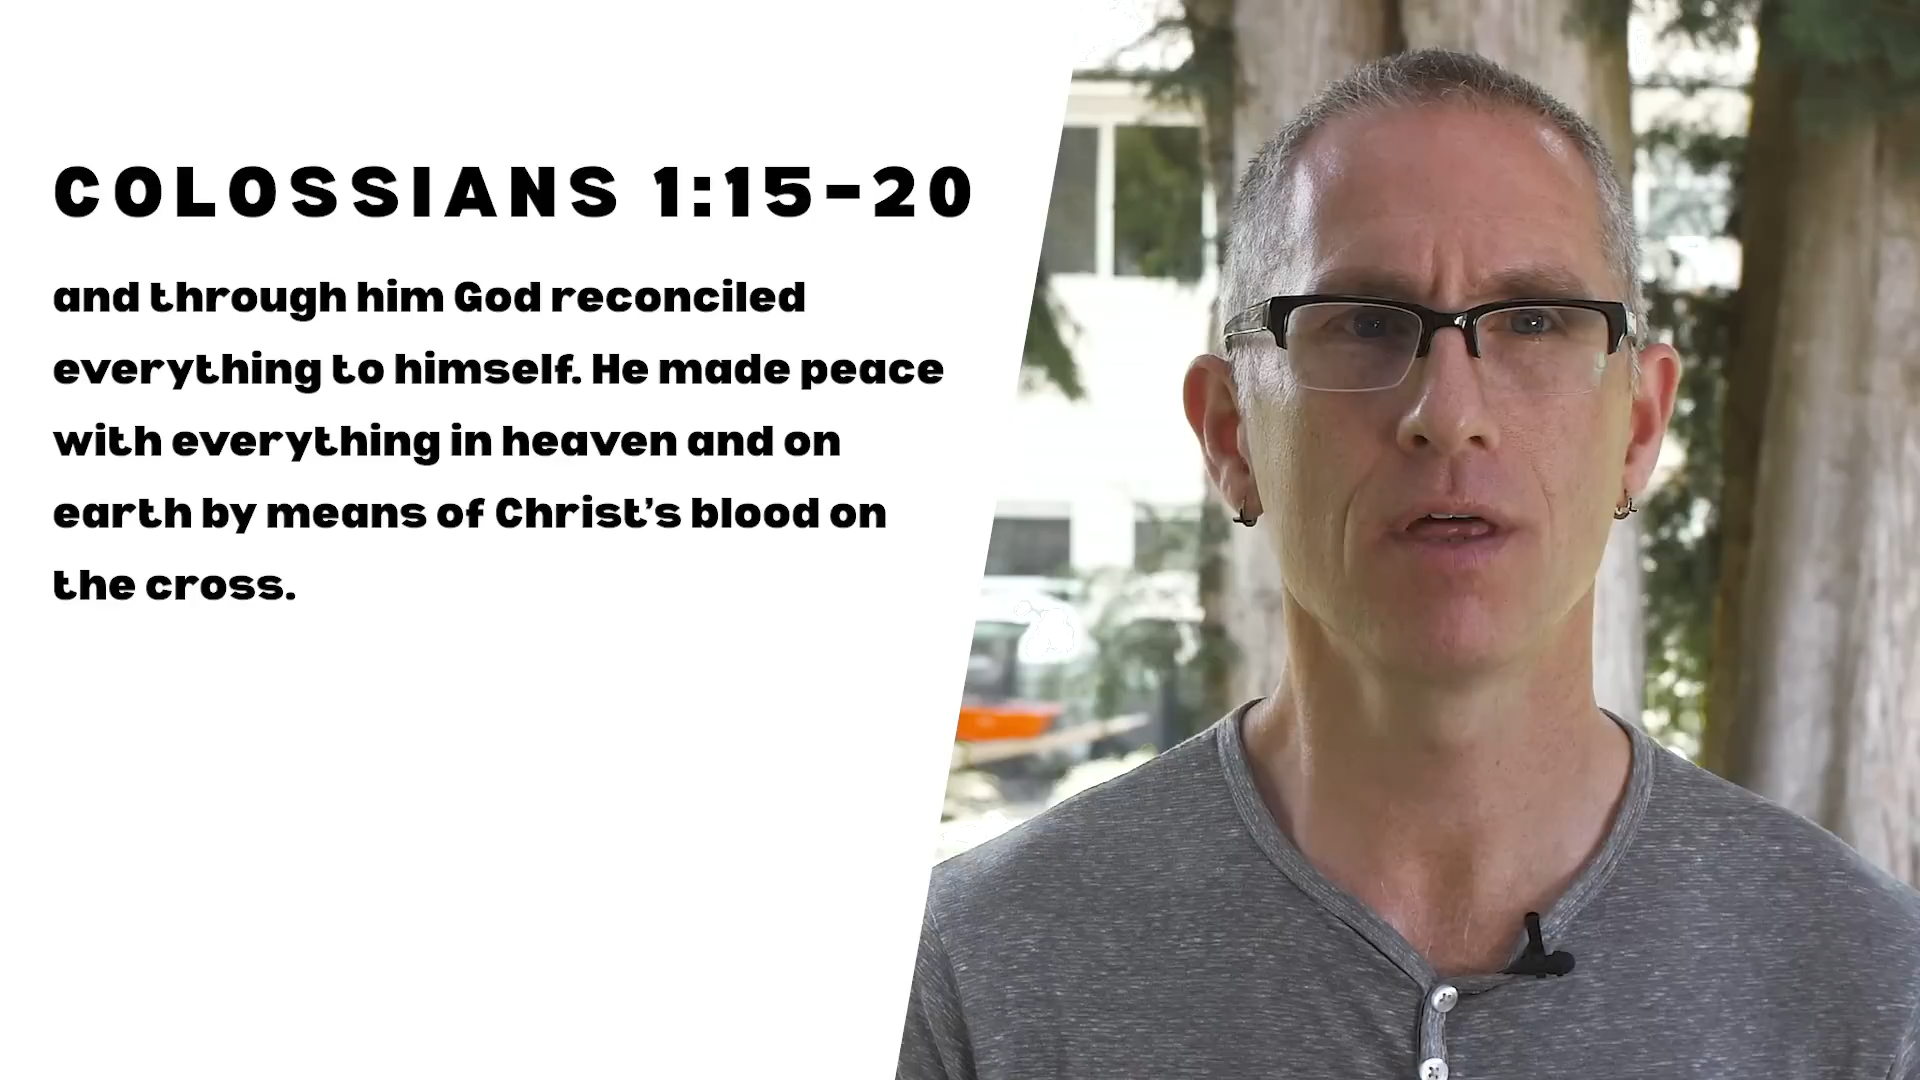 COLOSSIANS 1:15-20
and through him God reconciled
everything to himself. He made peace
with everything in heaven and on
earth by means of Christ’s blood on
the cross.